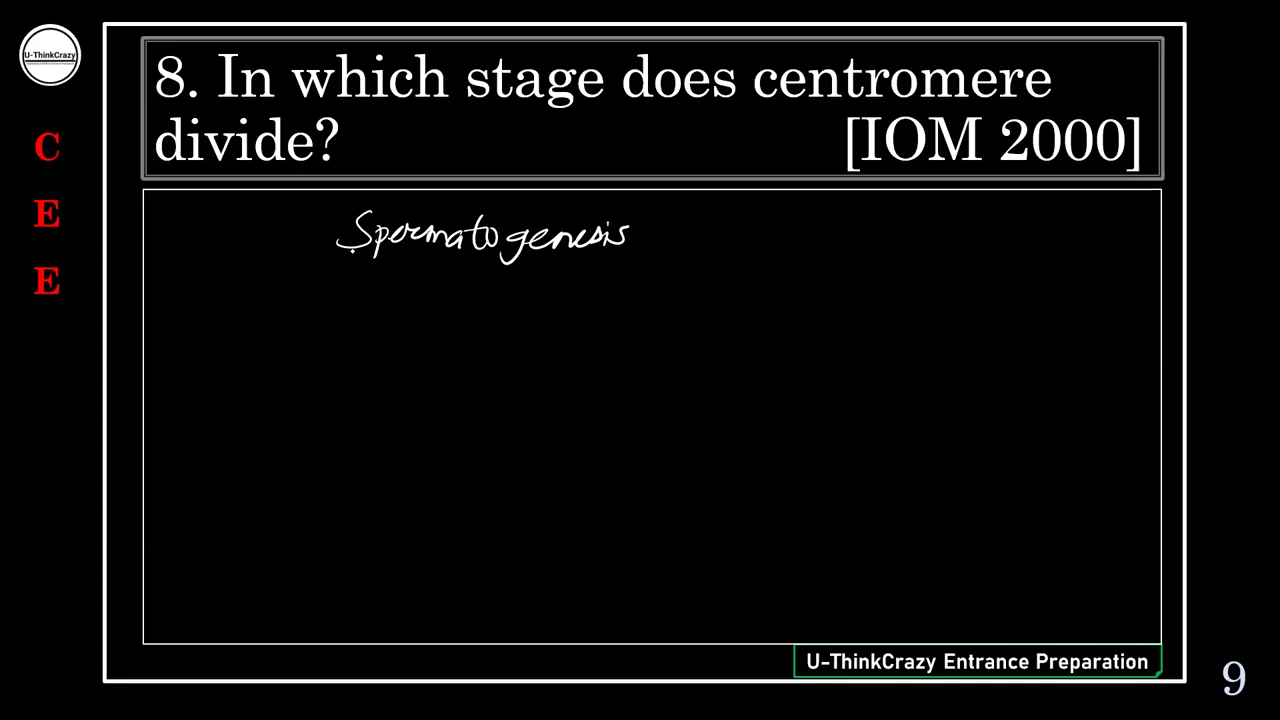 U-ThinkCrazy
C
E
E
8. In which stage does centromere
divide? [IOM 2000]
Spermatogenesis
U-ThinkCrazy Entrance Preparation
9